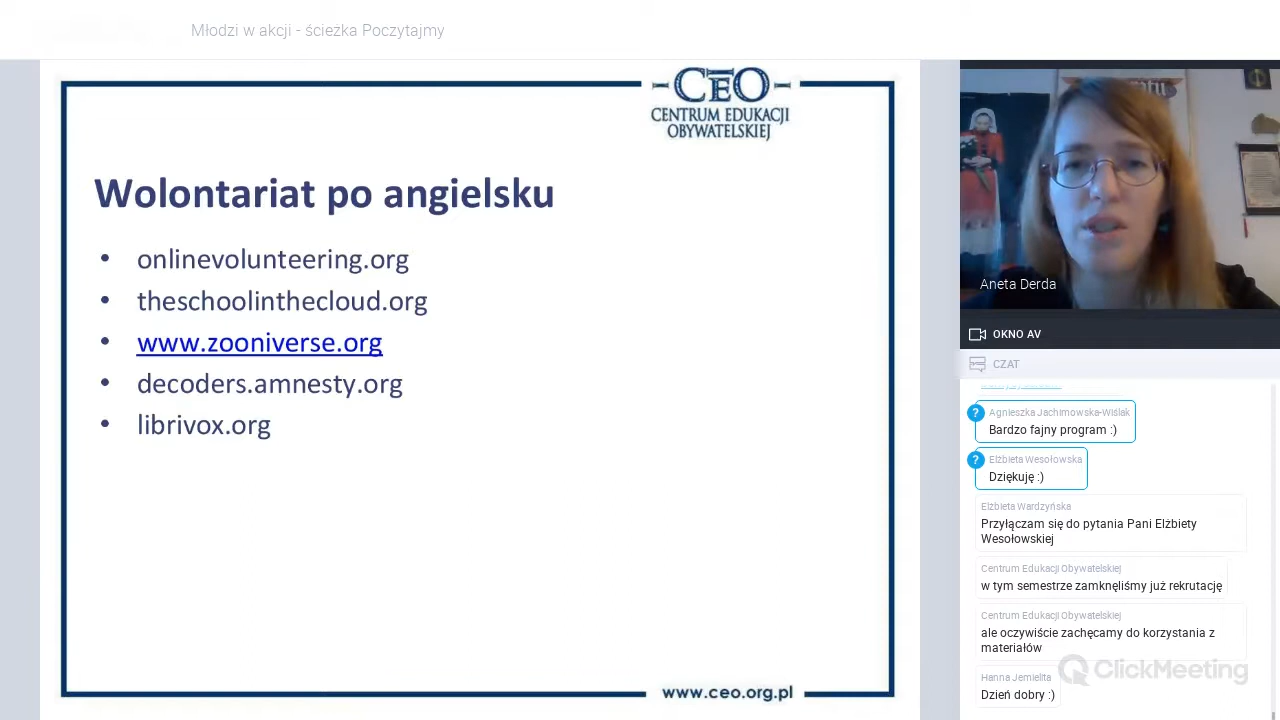 Młodzi w akcji - ścieżka Poczytajmy
CEO
CENTRUM EDUKACJI
OBYWATELSKIEJ
Wolontariat po angielsku
• onlinevolunteering.org
• theschoolinthecloud.org
• www.zooniverse.org
• decoders.amnesty.org
• librivox.org
www.ceo.org.pl
Aneta Derda
OKNO AV
CZAT
? Agnieszka Jachimowska-Wiślak
Bardzo fajny program :)
? Elżbieta Wesołowska
Dziękuję :)
Elżbieta Wardzyńska
Przyłączam się do pytania Pani Elżbiety
Wesołowskiej
Centrum Edukacji Obywatelskiej
w tym semestrze zamknęliśmy już rekrutację
Centrum Edukacji Obywatelskiej
ale oczywiście zachęcamy do korzystania z
materiałów
Hanna Jemielita
Dzień dobry :)
ClickMeeting